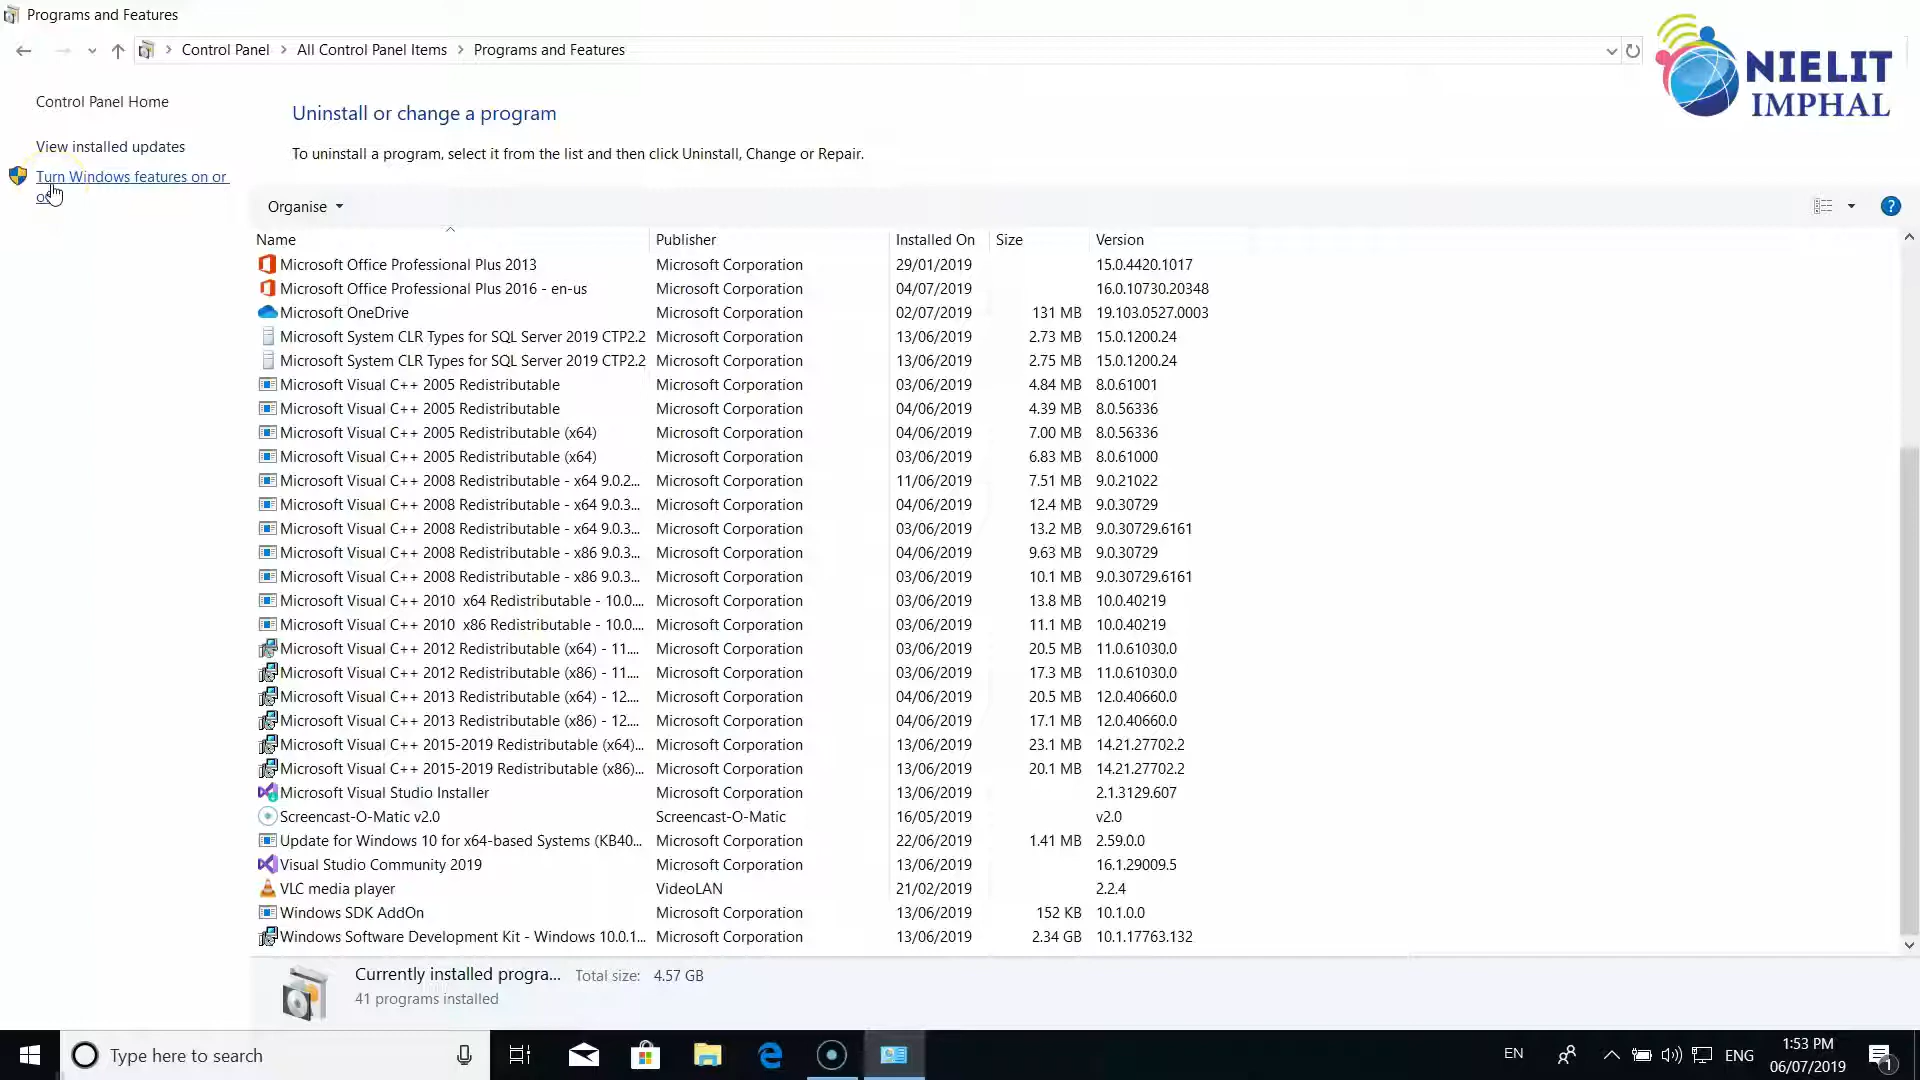 Programs and Features
Control Panel > All Control Panel Items > Programs and Features
NIELIT
IMPHAL
Control Panel Home
View installed updates
Turn Windows features on or
Uninstall or change a program
To uninstall a program, select it from the list and then click Uninstall, Change or Repair.
Organise
Name Publisher Installed On Size Version
Microsoft Office Professional Plus 2013 Microsoft Corporation 29/01/2019 15.0.4420.1017
Microsoft Office Professional Plus 2016 - en-us Microsoft Corporation 04/07/2019 16.0.10730.20348
Microsoft OneDrive Microsoft Corporation 02/07/2019 131 MB 19.103.0527.0003
Microsoft System CLR Types for SQL Server 2019 CTP2.2 Microsoft Corporation 13/06/2019 2.73 MB 15.0.1200.24
Microsoft System CLR Types for SQL Server 2019 CTP2.2 Microsoft Corporation 13/06/2019 2.75 MB 15.0.1200.24
Microsoft Visual C++ 2005 Redistributable Microsoft Corporation 03/06/2019 4.84 MB 8.0.61001
Microsoft Visual C++ 2005 Redistributable Microsoft Corporation 04/06/2019 4.39 MB 8.0.56336
Microsoft Visual C++ 2005 Redistributable (x64) Microsoft Corporation 04/06/2019 7.00 MB 8.0.56336
Microsoft Visual C++ 2005 Redistributable (x64) Microsoft Corporation 03/06/2019 6.83 MB 8.0.61000
Microsoft Visual C++ 2008 Redistributable - x64 9.0.2... Microsoft Corporation 11/06/2019 7.51 MB 9.0.21022
Microsoft Visual C++ 2008 Redistributable - x64 9.0.3... Microsoft Corporation 04/06/2019 12.4 MB 9.0.30729
Microsoft Visual C++ 2008 Redistributable - x64 9.0.3... Microsoft Corporation 03/06/2019 13.2 MB 9.0.30729.6161
Microsoft Visual C++ 2008 Redistributable - x86 9.0.3... Microsoft Corporation 04/06/2019 9.63 MB 9.0.30729
Microsoft Visual C++ 2008 Redistributable - x86 9.0.3... Microsoft Corporation 03/06/2019 10.1 MB 9.0.30729.6161
Microsoft Visual C++ 2010 x64 Redistributable - 10.0.... Microsoft Corporation 03/06/2019 13.8 MB 10.0.40219
Microsoft Visual C++ 2010 x86 Redistributable - 10.0.... Microsoft Corporation 03/06/2019 11.1 MB 10.0.40219
Microsoft Visual C++ 2012 Redistributable (x64) - 11.... Microsoft Corporation 03/06/2019 20.5 MB 11.0.61030.0
Microsoft Visual C++ 2012 Redistributable (x86) - 11.... Microsoft Corporation 03/06/2019 17.3 MB 11.0.61030.0
Microsoft Visual C++ 2013 Redistributable (x64) - 12.... Microsoft Corporation 04/06/2019 20.5 MB 12.0.40660.0
Microsoft Visual C++ 2013 Redistributable (x86) - 12.... Microsoft Corporation 04/06/2019 17.1 MB 12.0.40660.0
Microsoft Visual C++ 2015-2019 Redistributable (x64)... Microsoft Corporation 13/06/2019 23.1 MB 14.21.27702.2
Microsoft Visual C++ 2015-2019 Redistributable (x86)... Microsoft Corporation 13/06/2019 20.1 MB 14.21.27702.2
Microsoft Visual Studio Installer Microsoft Corporation 13/06/2019 2.1.3129.607
Screencast-O-Matic v2.0 Screencast-O-Matic 16/05/2019 v2.0
Update for Windows 10 for x64-based Systems (KB40... Microsoft Corporation 22/06/2019 1.41 MB 2.59.0.0
Visual Studio Community 2019 Microsoft Corporation 13/06/2019 16.1.29009.5
VLC media player VideoLAN 21/02/2019 2.2.4
Windows SDK AddOn Microsoft Corporation 13/06/2019 152 KB 10.1.0.0
Windows Software Development Kit - Windows 10.0.1... Microsoft Corporation 13/06/2019 2.34 GB 10.1.17763.132
Currently installed progra... Total size: 4.57 GB
41 programs installed
Type here to search
EN
ENG
1:53 PM
06/07/2019
1